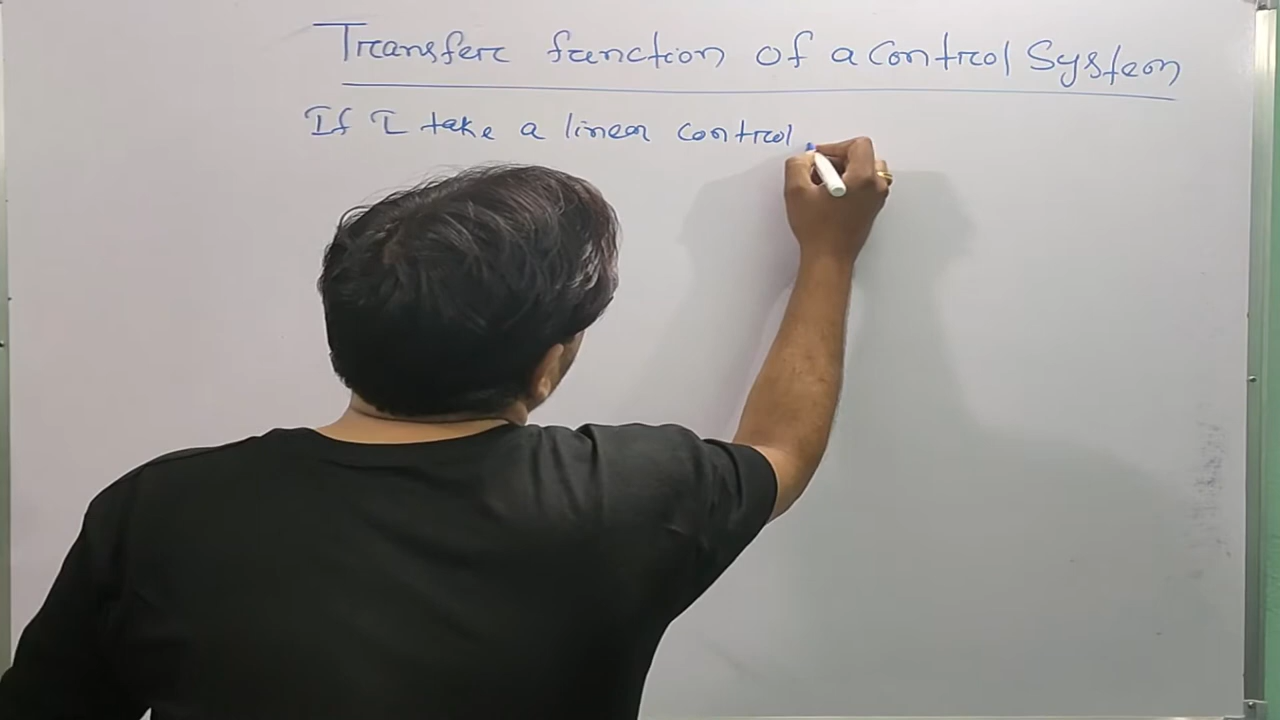 Transfer function of a Control System
If I take a linear control